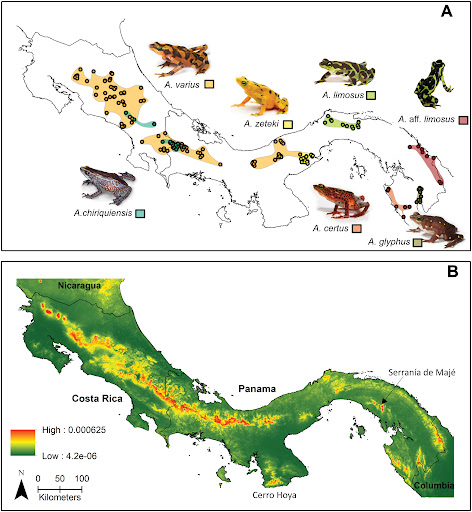 A
A. varius
A. zeteki
A. limosus
A. aff. limosus
A.chiriquiensis
A. certus
A. glyphus
B
Nicaragua
Serranía de Majé
Panama
Costa Rica
High : 0.000625
Low : 4.2e-06
N
0 50 100
Kilometers
Cerro Hoya
Columbia